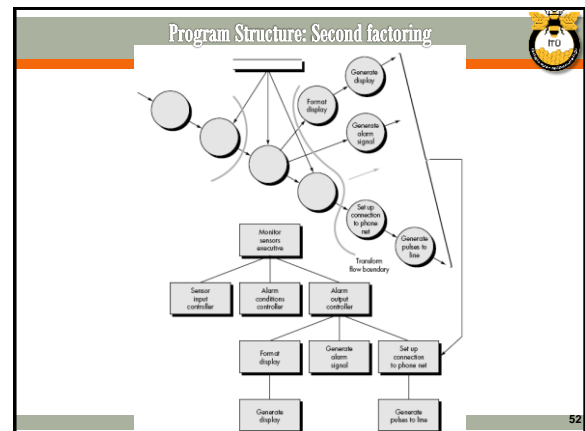 Program Structure: Second factoring
İTÜ
Generate
display
Format
display
Generate
alarm
signal
Set up
connection
to phone
net
Generate
pulses to
line
Transform
flow boundary
Monitor
sensors
executive
Sensor
input
controller
Alarm
conditions
controller
Alarm
output
controller
Format
display
Generate
alarm
signal
Set up
connection
to phone net
Generate
display
Generate
pulses to line
52